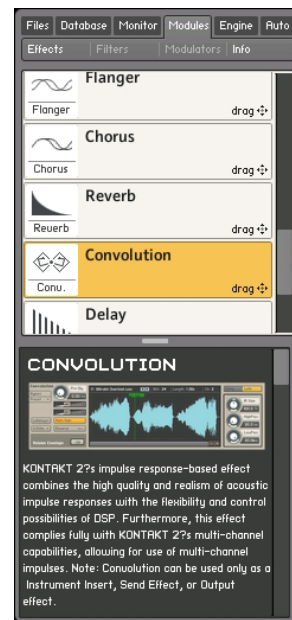 Files Database Monitor Modules Engine Auto
Effects Filters Modulators Info
Flanger
Flanger drag
Chorus
Chorus drag
Reverb
Reverb drag
Convolution
Conv. drag
Delay
CONVOLUTION
KONTAKT 2?s impulse response-based effect
combines the high quality and realism of acoustic
impulse responses with the flexibility and control
possibilities of DSP. Furthermore, this effect
complies fully with KONTAKT 2?s multi-channel
capabilities, allowing for use of multi-channel
impulses. Note: Convolution can be used only as a
Instrument Insert, Send Effect, or Output
effect.